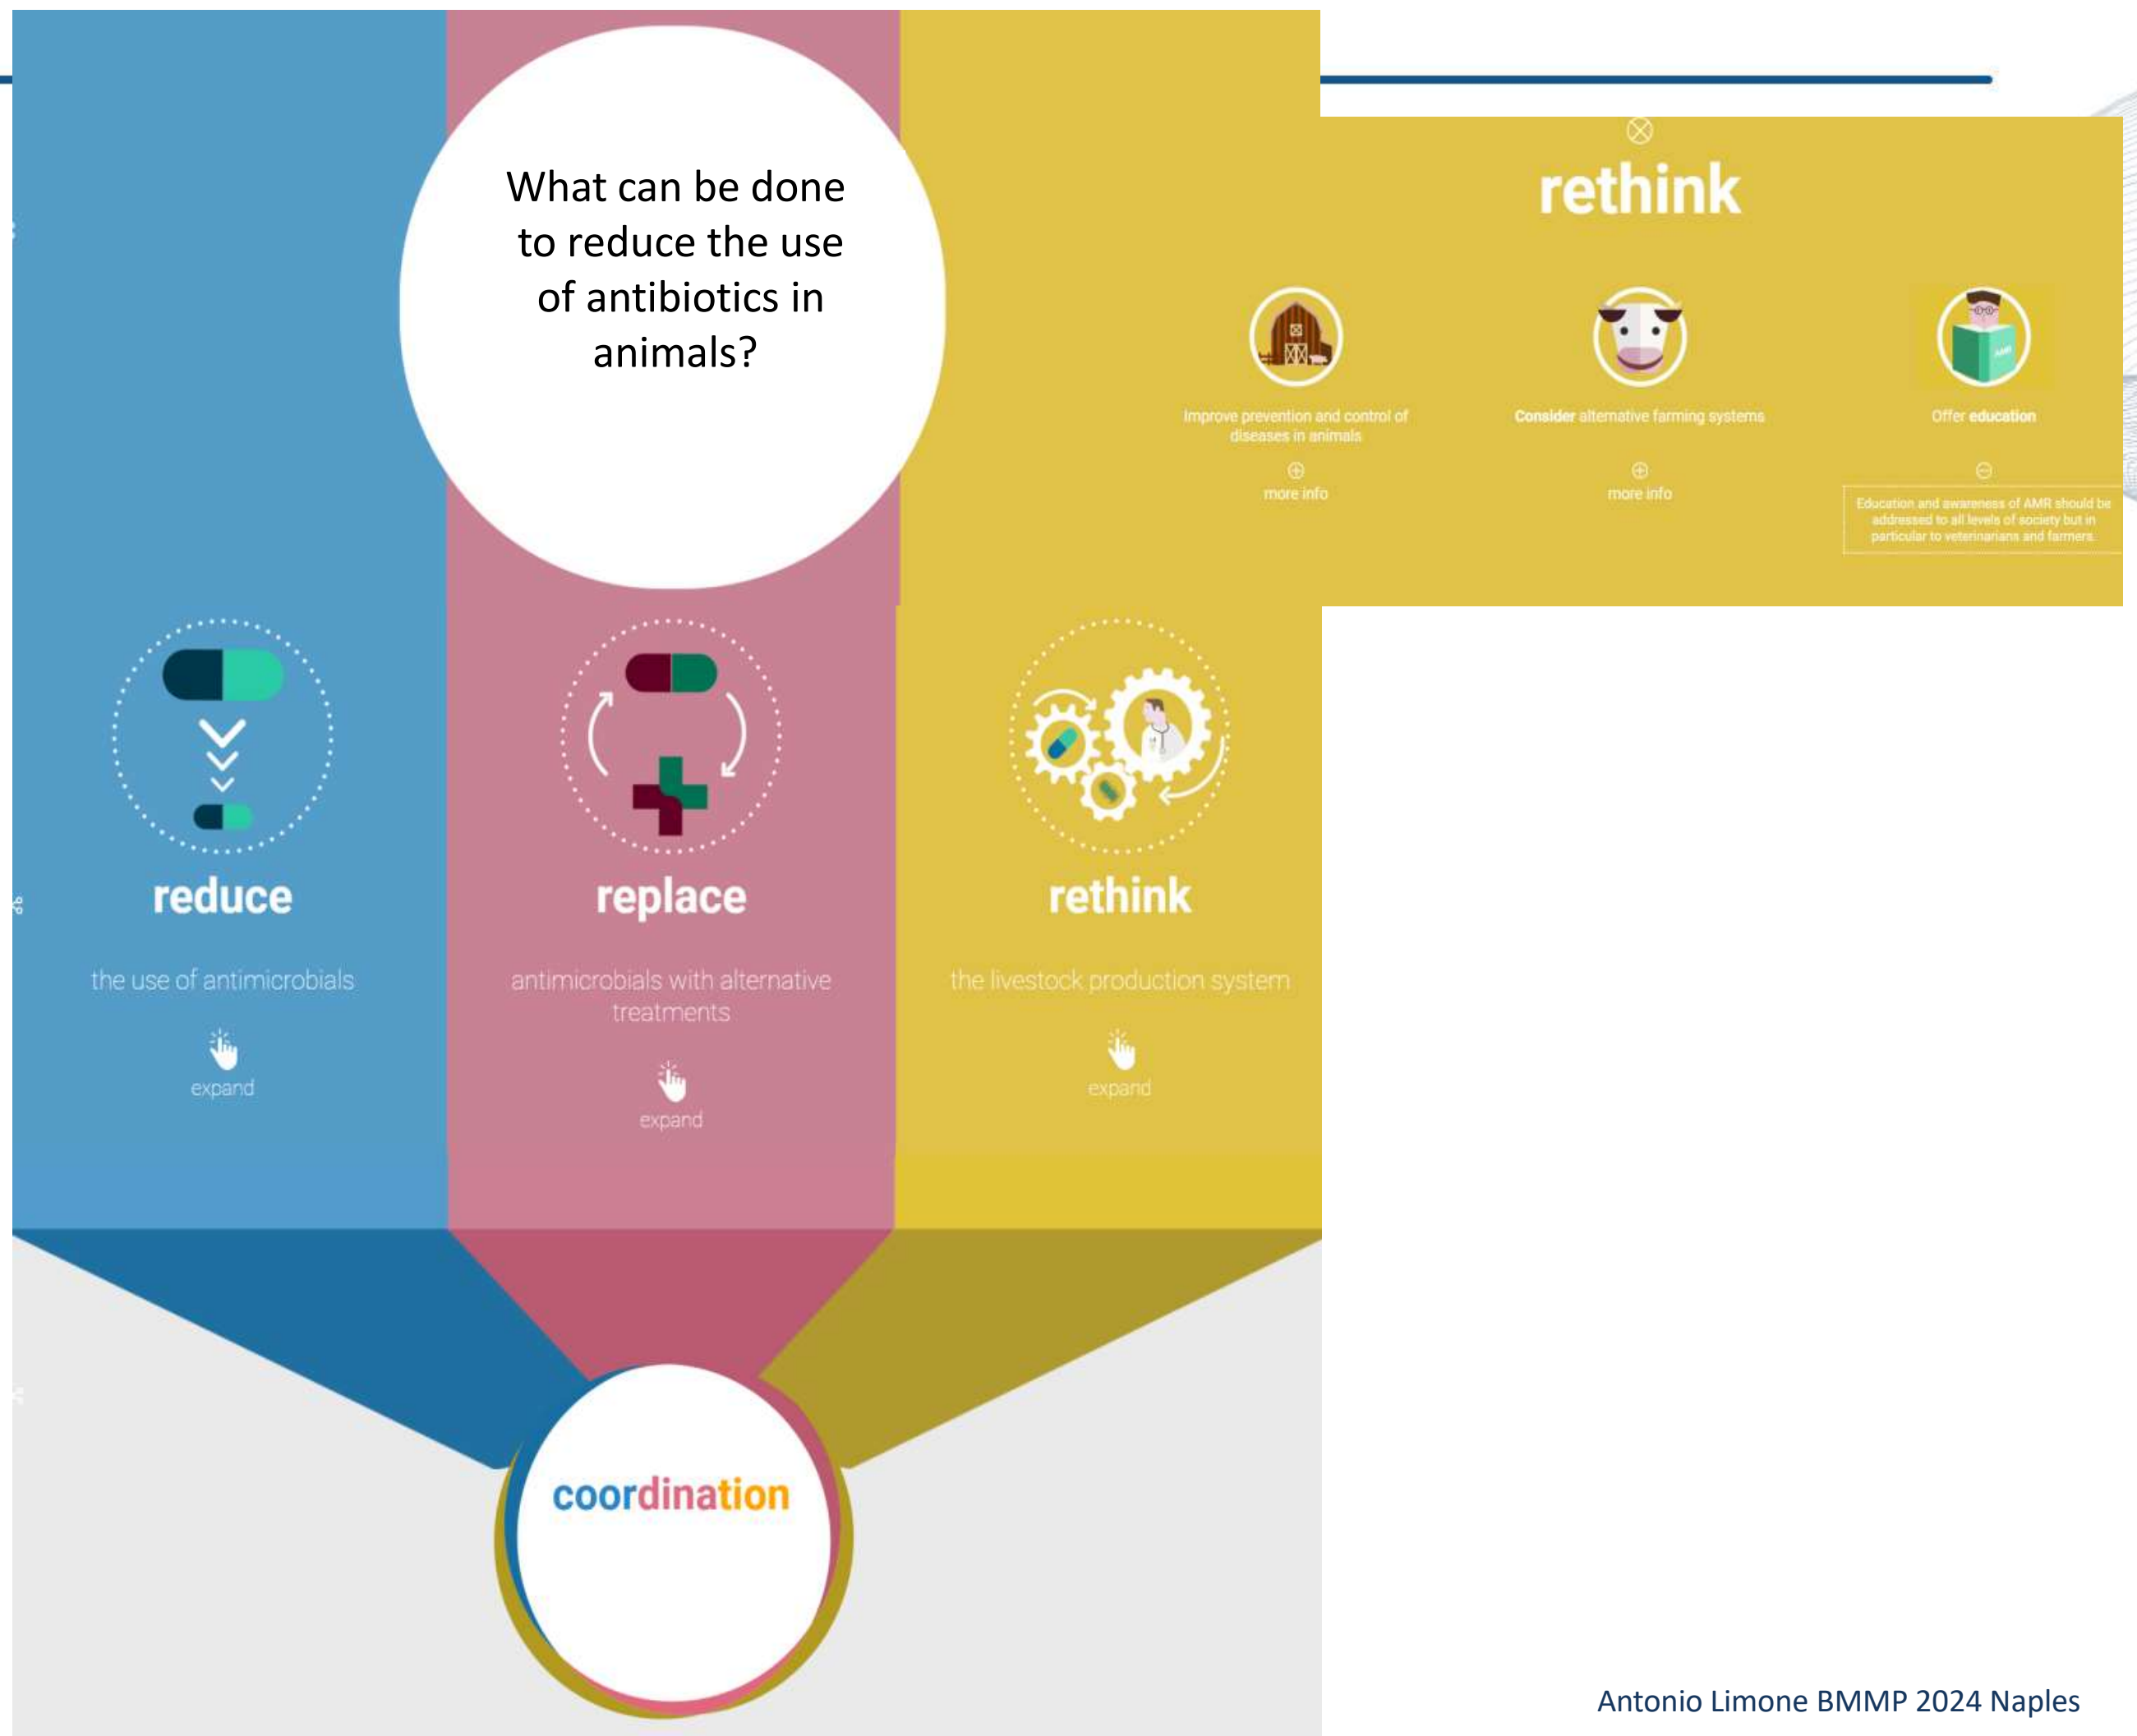 What can be done
to reduce the use
of antibiotics in
animals?
rethink
Improve prevention and control of
diseases in animals
more info
Consider alternative farming systems
more info
Offer education
Education and awareness of AMR should be
addressed to all levels of society but in
particular to veterinarians and farmers.
AMR
reduce
the use of antimicrobials
expand
replace
antimicrobials with alternative
treatments
expand
rethink
the livestock production system
expand
coordination
Antonio Limone BMMP 2024 Naples